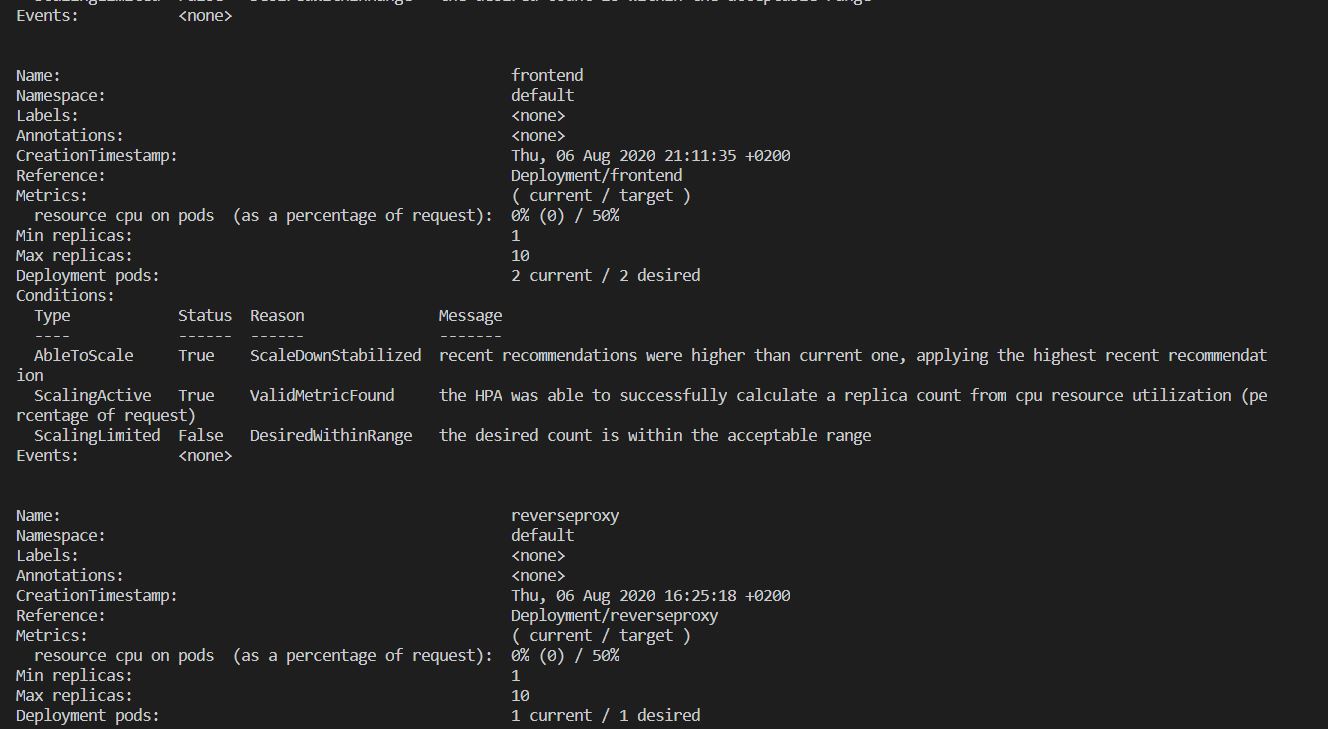 Events:           <none>
Name:                                                  frontend
Namespace:                                             default
Labels:                                                <none>
Annotations:                                           <none>
CreationTimestamp:                                     Thu, 06 Aug 2020 21:11:35 +0200
Reference:                                             Deployment/frontend
Metrics:                                               ( current / target )
  resource cpu on pods  (as a percentage of request):  0% (0) / 50%
Min replicas:                                          1
Max replicas:                                          10
Deployment pods:                                       2 current / 2 desired
Conditions:
  Type            Status  Reason               Message
  ----            ------  ------               -------
  AbleToScale     True    ScaleDownStabilized  recent recommendations were higher than current one, applying the highest recent recommendat
ion
  ScalingActive   True    ValidMetricFound     the HPA was able to successfully calculate a replica count from cpu resource utilization (pe
rcentage of request)
  ScalingLimited  False   DesiredWithinRange   the desired count is within the acceptable range
Events:           <none>
Name:                                                  reverseproxy
Namespace:                                             default
Labels:                                                <none>
Annotations:                                           <none>
CreationTimestamp:                                     Thu, 06 Aug 2020 16:25:18 +0200
Reference:                                             Deployment/reverseproxy
Metrics:                                               ( current / target )
  resource cpu on pods  (as a percentage of request):  0% (0) / 50%
Min replicas:                                          1
Max replicas:                                          10
Deployment pods:                                       1 current / 1 desired